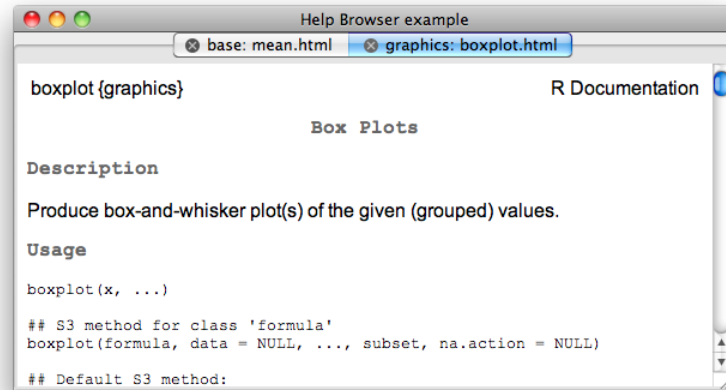 Help Browser example
base: mean.html graphics: boxplot.html
boxplot {graphics} R Documentation
Box Plots
Description
Produce box-and-whisker plot(s) of the given (grouped) values.
Usage
boxplot(x, ...)
## S3 method for class 'formula'
boxplot(formula, data = NULL, ..., subset, na.action = NULL)
## Default S3 method: